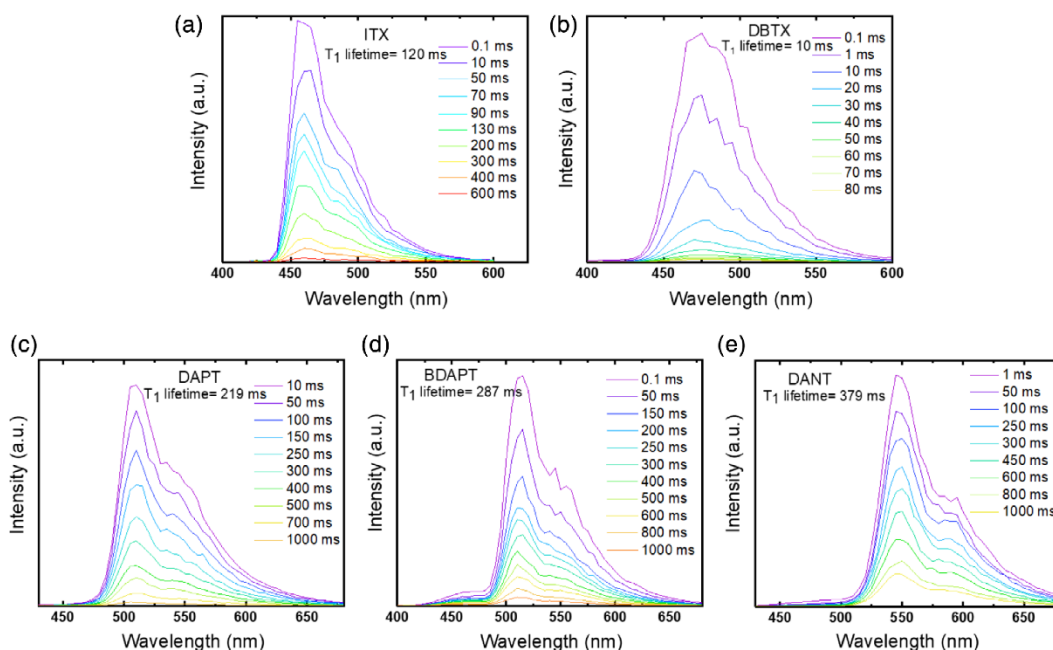 (a)
ITX
T1 lifetime= 120 ms
0.1 ms
10 ms
50 ms
70 ms
90 ms
130 ms
200 ms
300 ms
400 ms
600 ms
Intensity (a.u.)
400 450 500 550 600
Wavelength (nm)
(b)
DBTX
T1 lifetime= 10 ms
0.1 ms
1 ms
10 ms
20 ms
30 ms
40 ms
50 ms
60 ms
70 ms
80 ms
Intensity (a.u.)
400 450 500 550 600
Wavelength (nm)
(c)
DAPT
T1 lifetime= 219 ms
10 ms
50 ms
100 ms
150 ms
250 ms
300 ms
400 ms
500 ms
700 ms
1000 ms
Intensity (a.u.)
450 500 550 600 650
Wavelength (nm)
(d)
BDAPT
T1 lifetime= 287 ms
0.1 ms
50 ms
150 ms
200 ms
250 ms
300 ms
400 ms
500 ms
600 ms
800 ms
1000 ms
Intensity (a.u.)
400 450 500 550 600 650
Wavelength (nm)
(e)
DANT
T1 lifetime= 379 ms
1 ms
50 ms
100 ms
250 ms
300 ms
450 ms
600 ms
800 ms
1000 ms
Intensity (a.u.)
450 500 550 600 650
Wavelength (nm)